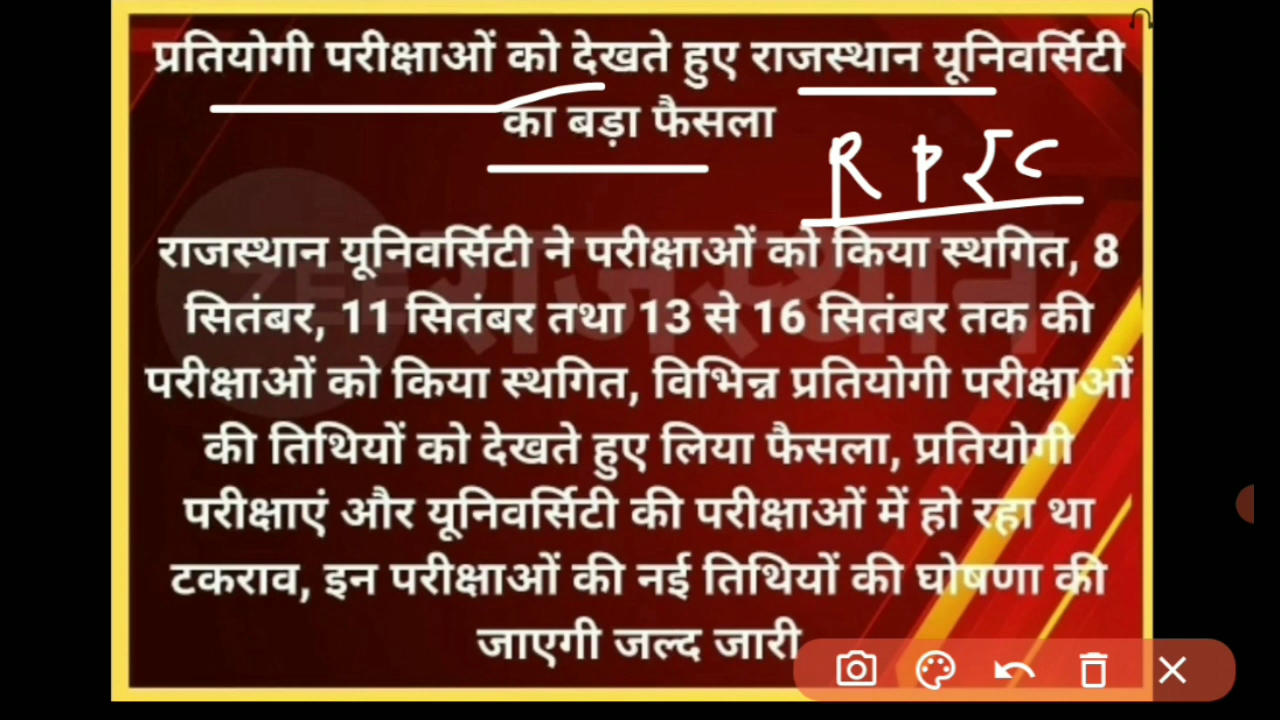 प्रतियोगी परीक्षाओं को देखते हुए राजस्थान यूनिवर्सिटी
का बड़ा फैसला
RPSC
राजस्थान यूनिवर्सिटी ने परीक्षाओं को किया स्थगित, 8
सितंबर, 11 सितंबर तथा 13 से 16 सितंबर तक की
परीक्षाओं को किया स्थगित, विभिन्न प्रतियोगी परीक्षाओं
की तिथियों को देखते हुए लिया फैसला, प्रतियोगी
परीक्षाएं और यूनिवर्सिटी की परीक्षाओं में हो रहा था
टकराव, इन परीक्षाओं की नई तिथियों की घोषणा की
जाएगी जल्द जारी
ZEE राजस्थान